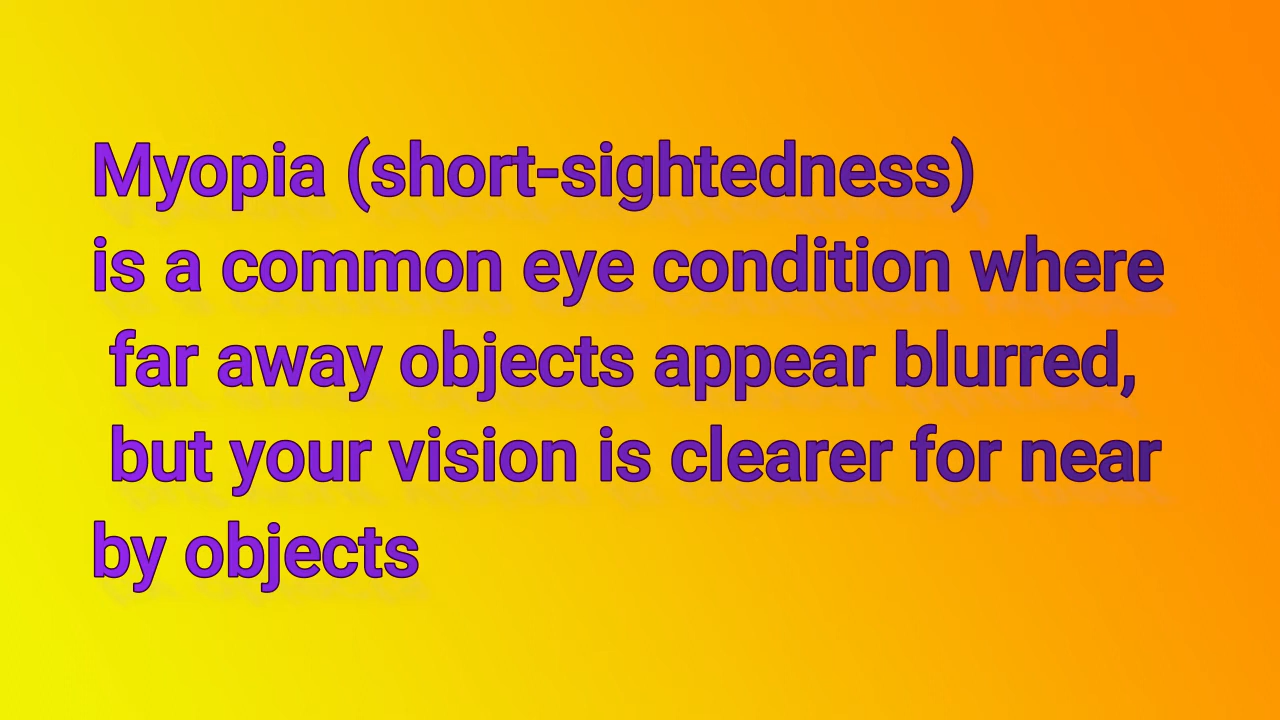 Myopia (short-sightedness)
is a common eye condition where
far away objects appear blurred,
but your vision is clearer for near
by objects